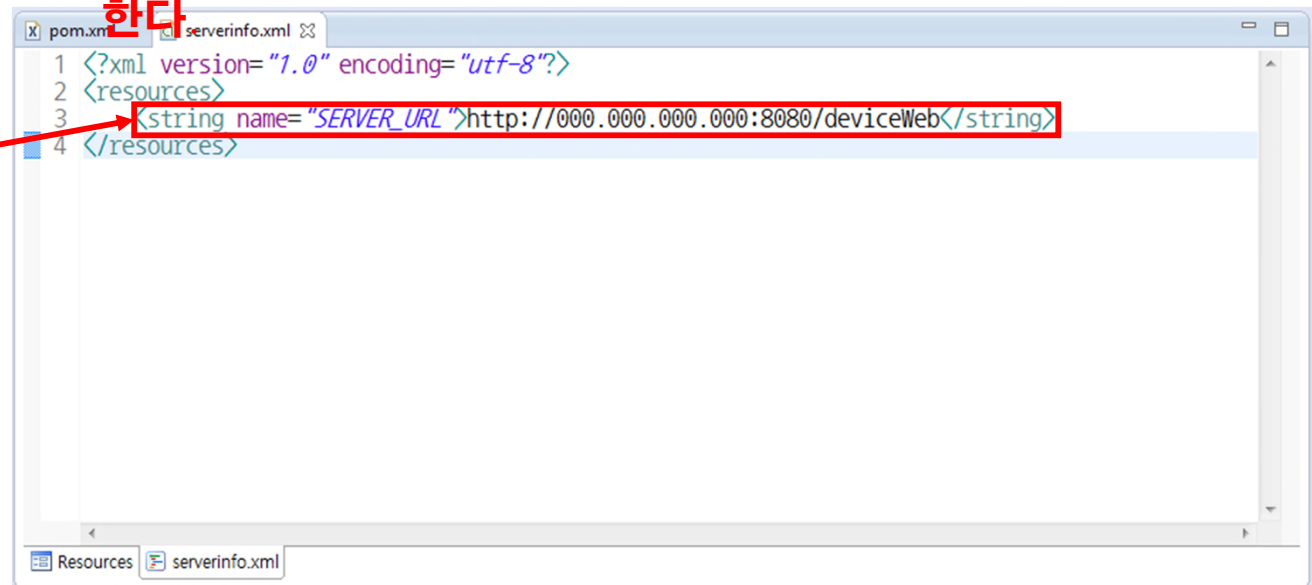 한다.
pom.xml serverinfo.xml
1 <?xml version="1.0" encoding="utf-8"?>
2 <resources>
3 <string name="SERVER_URL">http://000.000.000.000:8080/deviceWeb</string>
4 </resources>
Resources serverinfo.xml